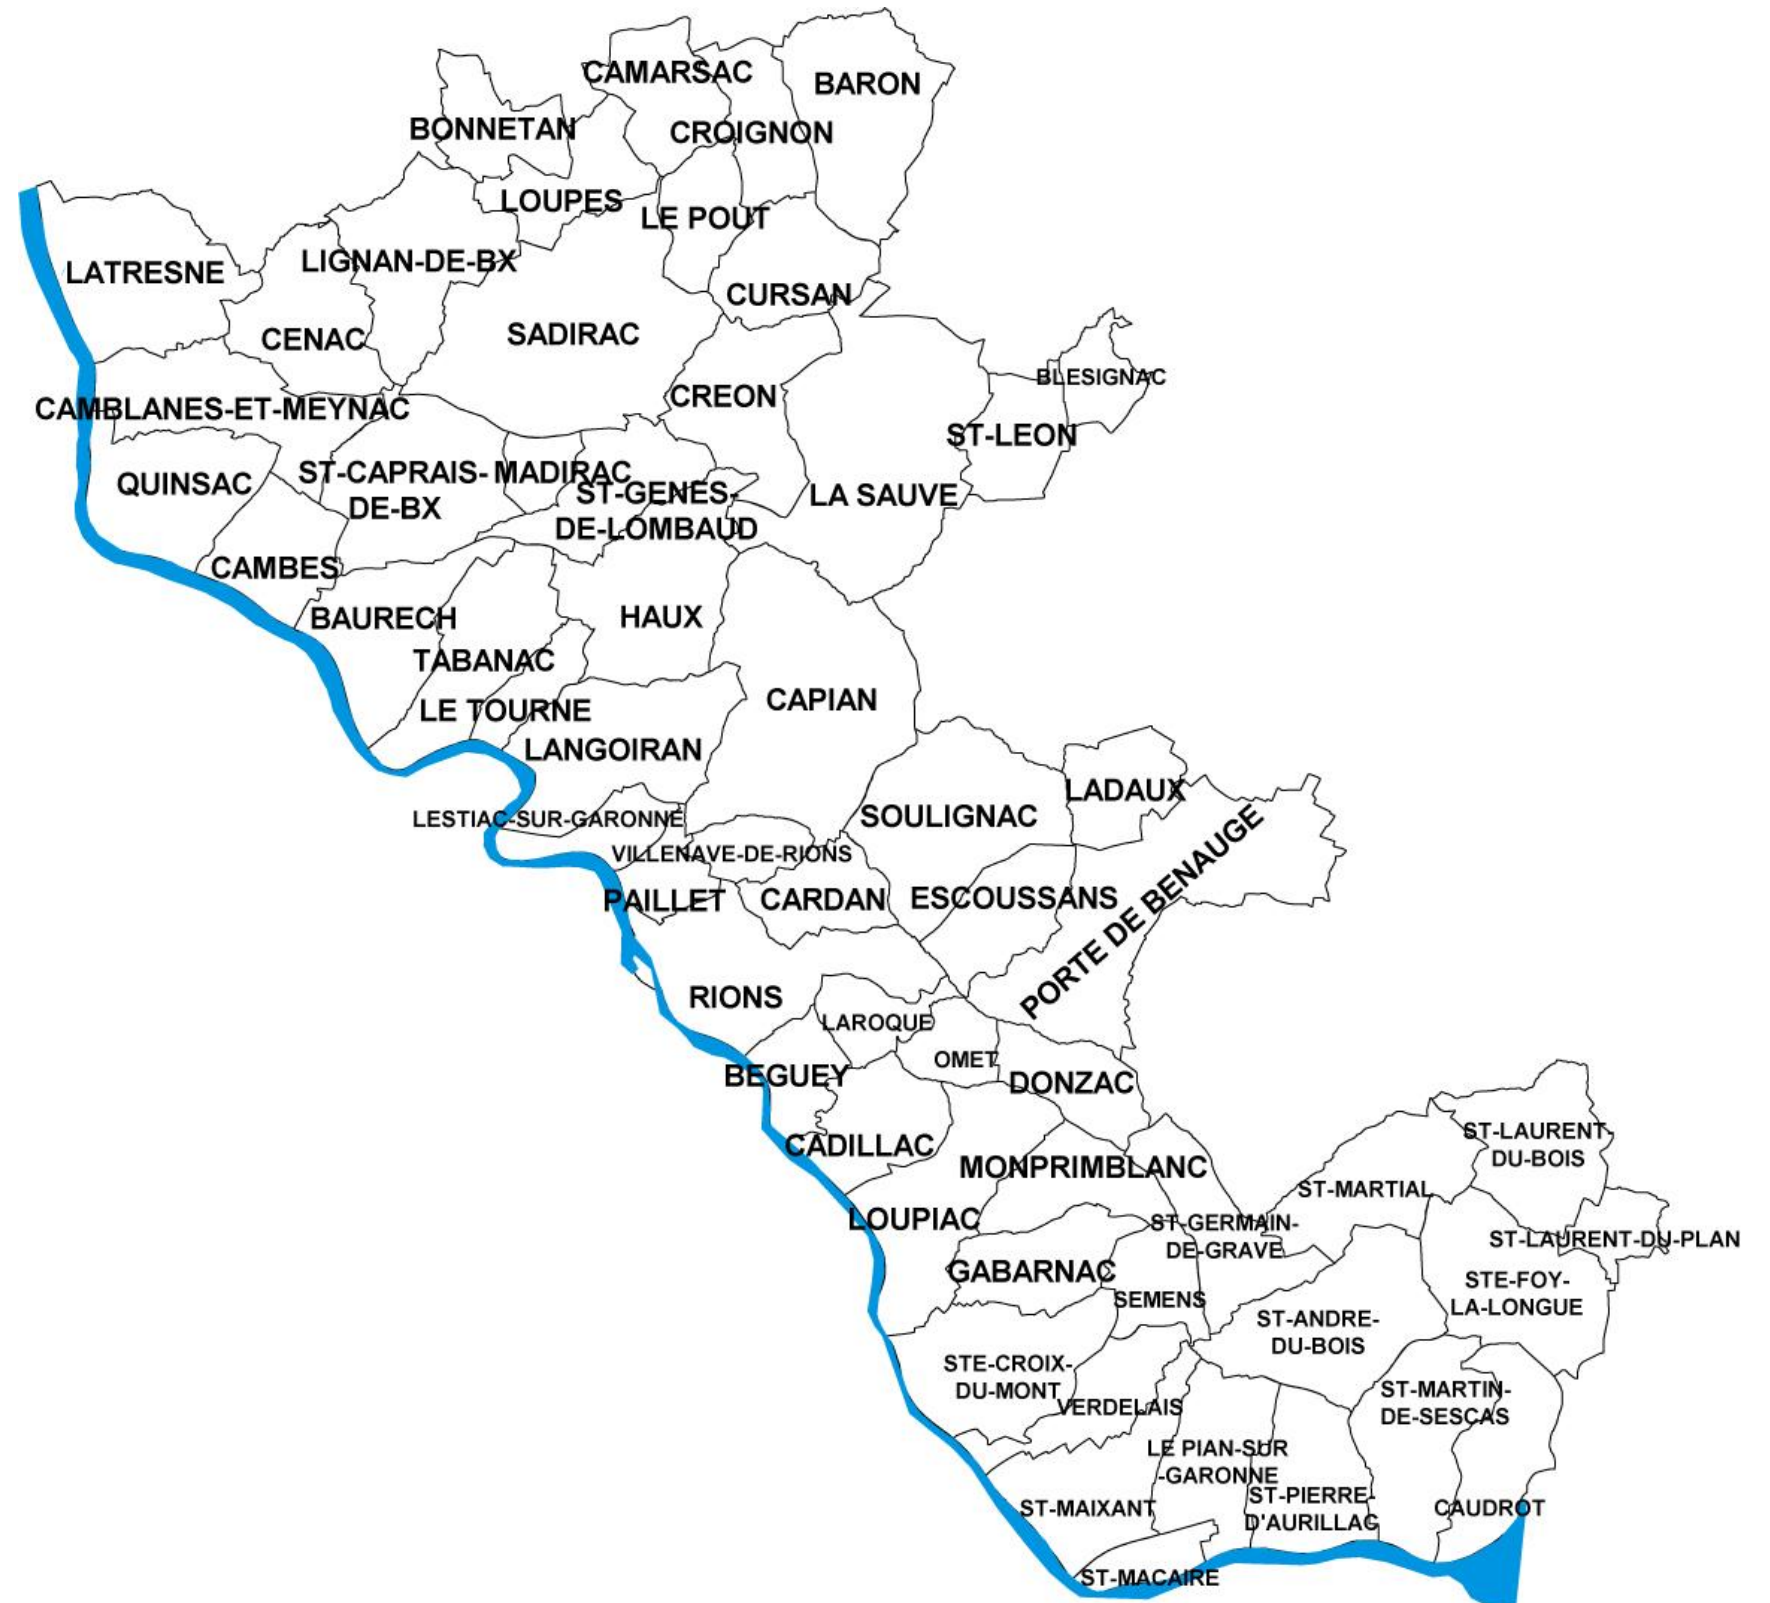 CAMARSAC
BARON
BONNETAN
CROIGNON
LOUPES
LE POUT
LATRESNE
LIGNAN-DE-BX
CURSAN
CENAC
SADIRAC
BLESIGNAC
CREON
CAMBLANES-ET-MEYNAC
ST-LEON
QUINSAC
ST-CAPRAIS-
DE-BX
MADIRAC
ST-GENES-
DE-LOMBAUD
LA SAUVE
CAMBES
BAURECH
HAUX
TABANAC
CAPIAN
LE TOURNE
LANGOIRAN
LADAUX
SOULIGNAC
LESTIAC-SUR-GARONNE
VILLENAVE-DE-RIONS
PAILLET
CARDAN
ESCOUSSANS
PORTE DE BENAUGE
RIONS
LAROQUE
OMET
BEGUEY
DONZAC
CADILLAC
ST-LAURENT-
DU-BOIS
MONPRIMBLANC
ST-MARTIAL
LOUPIAC
ST-GERMAIN-
DE-GRAVE
ST-LAURENT-DU-PLAN
GABARNAC
SEMENS
STE-FOY-
LA-LONGUE
ST-ANDRE-
DU-BOIS
STE-CROIX-
DU-MONT
VERDELAIS
ST-MARTIN-
DE-SESCAS
LE PIAN-SUR
-GARONNE
ST-MAIXANT
ST-PIERRE-
D'AURILLAC
CAUDROT
ST-MACAIRE